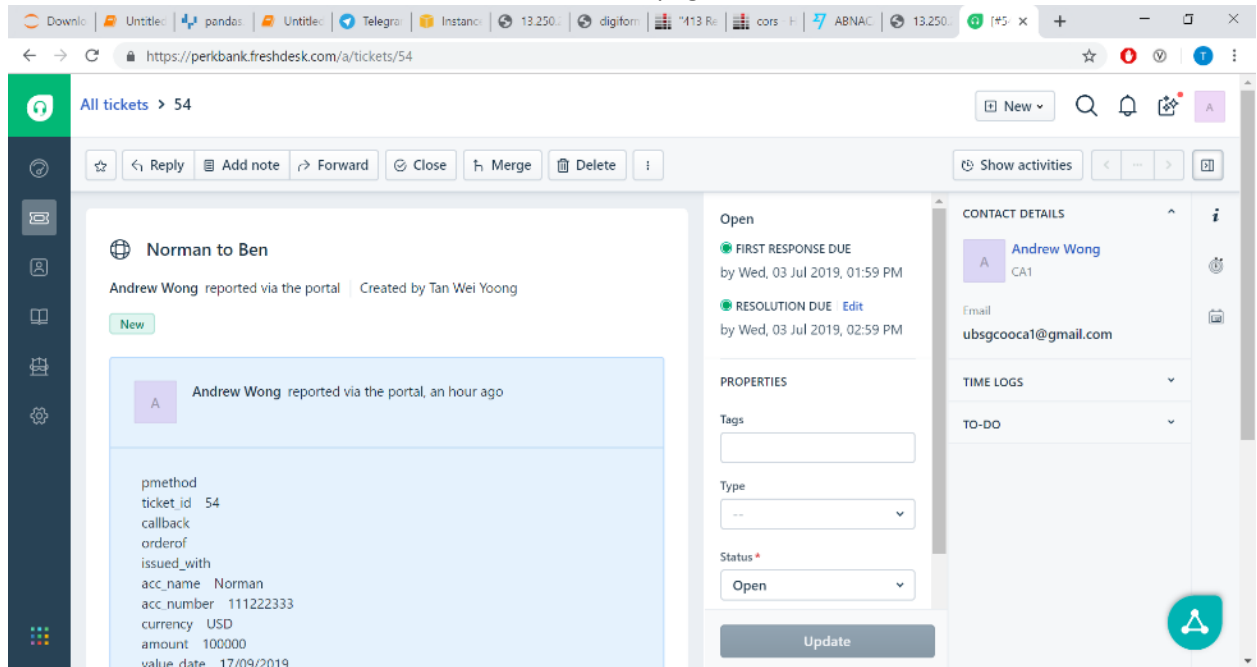 Downlo Untitled pandas. Untitled Telegra Instance 13.250.. digiform "413 Re cors - H ABNAC. 13.250. [#5-
https://perkbank.freshdesk.com/a/tickets/54
All tickets > 54
New
A
Reply Add note Forward Close Merge Delete
Show activities
Norman to Ben
Andrew Wong reported via the portal Created by Tan Wei Yoong
New
A
Andrew Wong reported via the portal, an hour ago
pmethod
ticket_id 54
callback
orderof
issued_with
acc_name Norman
acc_number 111222333
currency USD
amount 100000
value_date 17/09/2019
Open
FIRST RESPONSE DUE
by Wed, 03 Jul 2019, 01:59 PM
RESOLUTION DUE Edit
by Wed, 03 Jul 2019, 02:59 PM
PROPERTIES
Tags
Type
--
Status *
Open
Update
CONTACT DETAILS
A
Andrew Wong
CA1
Email
ubsgcooca1@gmail.com
TIME LOGS
TO-DO